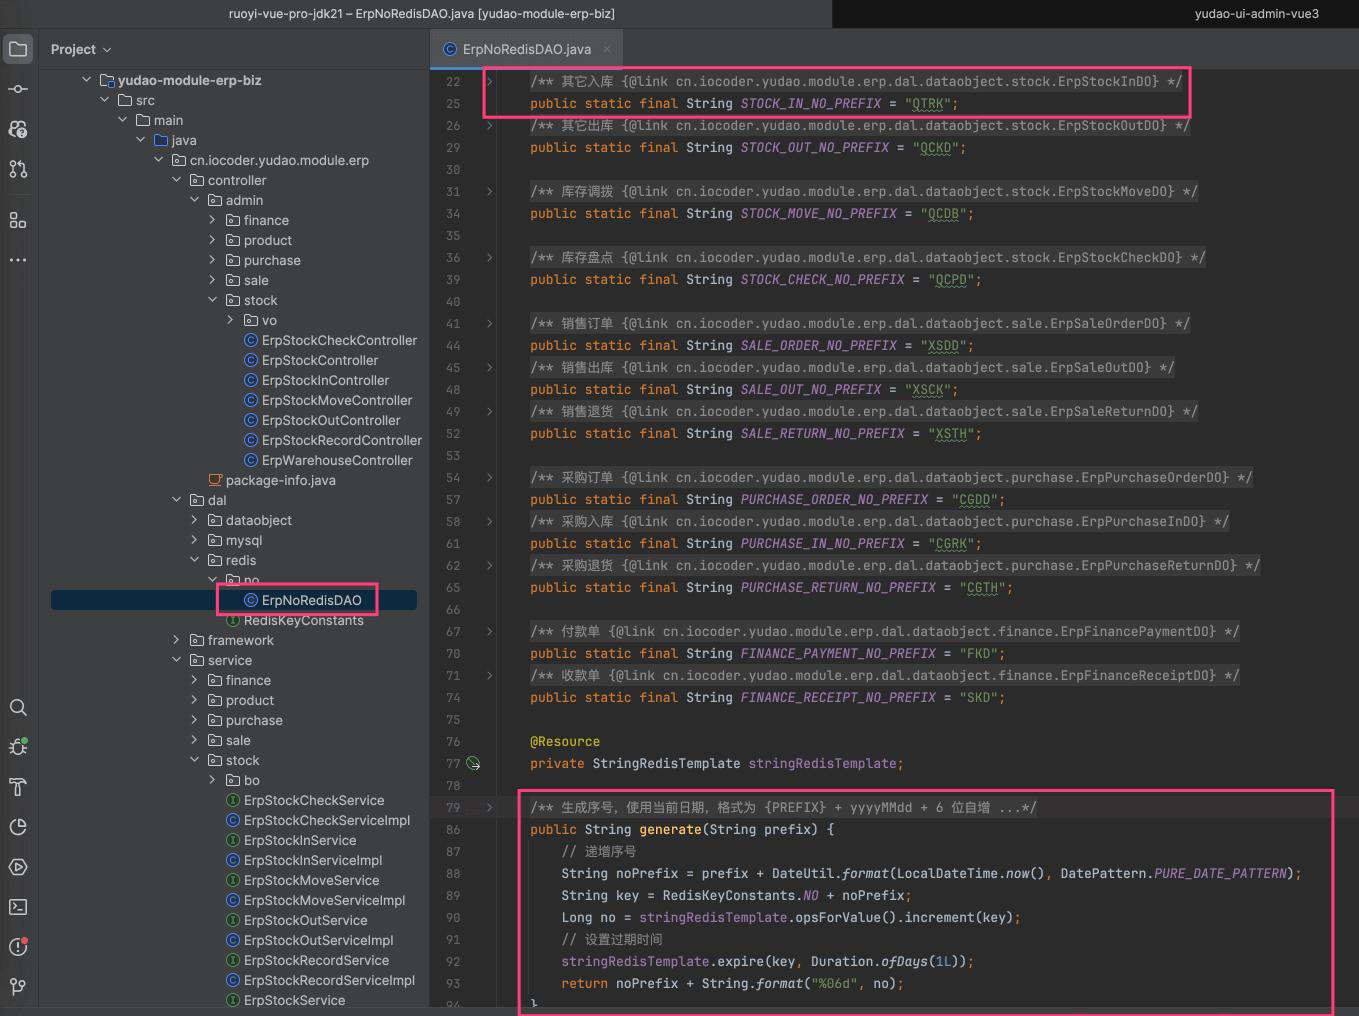 ruoyi-vue-pro-jdk21 – ErpNoRedisDAO.java [yudao-module-erp-biz]
yudao-ui-admin-vue3
Project
yudao-module-erp-biz
src
main
java
cn.iocoder.yudao.module.erp
controller
admin
finance
product
purchase
sale
stock
vo
ErpStockCheckController
ErpStockController
ErpStockInController
ErpStockMoveController
ErpStockOutController
ErpStockRecordController
ErpWarehouseController
package-info.java
dal
dataobject
mysql
redis
no
ErpNoRedisDAO
RedisKeyConstants
framework
service
finance
product
purchase
sale
stock
bo
ErpStockCheckService
ErpStockCheckServiceImpl
ErpStockInService
ErpStockInServiceImpl
ErpStockMoveService
ErpStockMoveServiceImpl
ErpStockOutService
ErpStockOutServiceImpl
ErpStockRecordService
ErpStockRecordServiceImpl
ErpStockService
ErpNoRedisDAO.java
22 /** 其它入库 {@link cn.iocoder.yudao.module.erp.dal.dataobject.stock.ErpStockInDO} */
25 public static final String STOCK_IN_NO_PREFIX = "QTRK";
26 /** 其它出库 {@link cn.iocoder.yudao.module.erp.dal.dataobject.stock.ErpStockOutDO} */
29 public static final String STOCK_OUT_NO_PREFIX = "QCKD";
30
31 /** 库存调拨 {@link cn.iocoder.yudao.module.erp.dal.dataobject.stock.ErpStockMoveDO} */
34 public static final String STOCK_MOVE_NO_PREFIX = "QCDB";
35
36 /** 库存盘点 {@link cn.iocoder.yudao.module.erp.dal.dataobject.stock.ErpStockCheckDO} */
39 public static final String STOCK_CHECK_NO_PREFIX = "QCPD";
40
41 /** 销售订单 {@link cn.iocoder.yudao.module.erp.dal.dataobject.sale.ErpSaleOrderDO} */
44 public static final String SALE_ORDER_NO_PREFIX = "XSDD";
45 /** 销售出库 {@link cn.iocoder.yudao.module.erp.dal.dataobject.sale.ErpSaleOutDO} */
48 public static final String SALE_OUT_NO_PREFIX = "XSCK";
49 /** 销售退货 {@link cn.iocoder.yudao.module.erp.dal.dataobject.sale.ErpSaleReturnDO} */
52 public static final String SALE_RETURN_NO_PREFIX = "XSTH";
53
54 /** 采购订单 {@link cn.iocoder.yudao.module.erp.dal.dataobject.purchase.ErpPurchaseOrderDO} */
57 public static final String PURCHASE_ORDER_NO_PREFIX = "CGDD";
58 /** 采购入库 {@link cn.iocoder.yudao.module.erp.dal.dataobject.purchase.ErpPurchaseInDO} */
61 public static final String PURCHASE_IN_NO_PREFIX = "CGRK";
62 /** 采购退货 {@link cn.iocoder.yudao.module.erp.dal.dataobject.purchase.ErpPurchaseReturnDO} */
65 public static final String PURCHASE_RETURN_NO_PREFIX = "CGTH";
66
67 /** 付款单 {@link cn.iocoder.yudao.module.erp.dal.dataobject.finance.ErpFinancePaymentDO} */
70 public static final String FINANCE_PAYMENT_NO_PREFIX = "FKD";
71 /** 收款单 {@link cn.iocoder.yudao.module.erp.dal.dataobject.finance.ErpFinanceReceiptDO} */
74 public static final String FINANCE_RECEIPT_NO_PREFIX = "SKD";
75
76 @Resource
77 private StringRedisTemplate stringRedisTemplate;
78
79 /** 生成序号，使用当前日期，格式为 {PREFIX} + yyyyMMdd + 6 位自增 ...*/
86 public String generate(String prefix) {
87 // 递增序号
88 String noPrefix = prefix + DateUtil.format(LocalDateTime.now(), DatePattern.PURE_DATE_PATTERN);
89 String key = RedisKeyConstants.NO + noPrefix;
90 Long no = stringRedisTemplate.opsForValue().increment(key);
91 // 设置过期时间
92 stringRedisTemplate.expire(key, Duration.ofDays(1L));
93 return noPrefix + String.format("%06d", no);
94 }